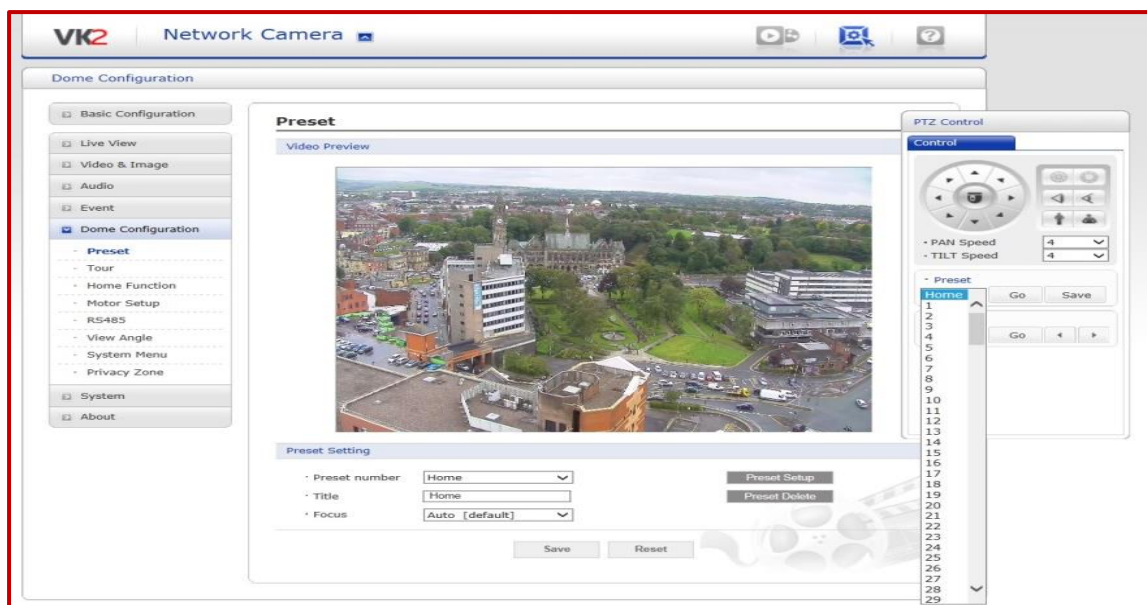 VK2 Network Camera
Dome Configuration
Basic Configuration
Live View
Video & Image
Audio
Event
Dome Configuration
Preset
Tour
Home Function
Motor Setup
RS485
View Angle
System Menu
Privacy Zone
System
About
Preset
Video Preview
Preset Setting
Preset number Home Preset Setup
Title Home Preset Delete
Focus Auto [default]
Save Reset
PTZ Control
Control
PAN Speed 4
TILT Speed 4
Preset
Home Go Save
Go
1
2
3
4
5
6
7
8
9
10
11
12
13
14
15
16
17
18
19
20
21
22
23
24
25
26
27
28
29